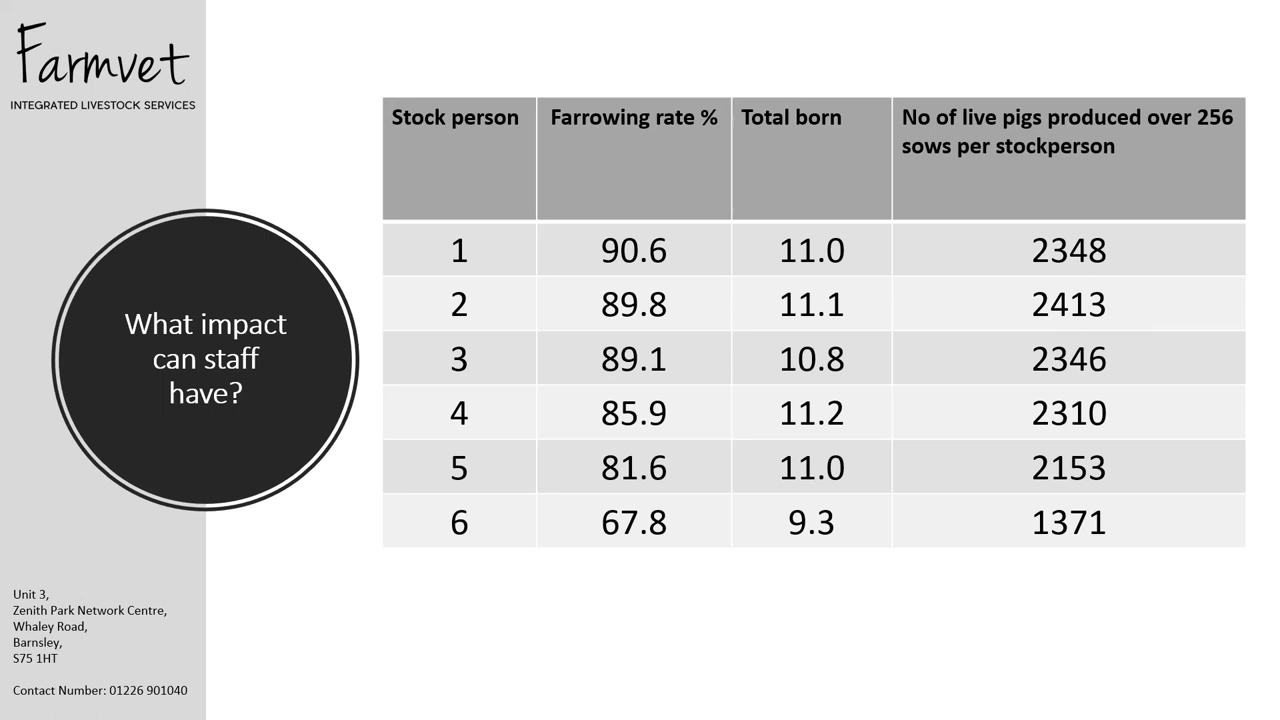 Farmvet
INTEGRATED LIVESTOCK SERVICES
What impact
can staff
have?
Stock person Farrowing rate % Total born No of live pigs produced over 256
sows per stockperson
1 90.6 11.0 2348
2 89.8 11.1 2413
3 89.1 10.8 2346
4 85.9 11.2 2310
5 81.6 11.0 2153
6 67.8 9.3 1371
Unit 3,
Zenith Park Network Centre,
Whaley Road,
Barnsley,
S75 1HT
Contact Number: 01226 901040